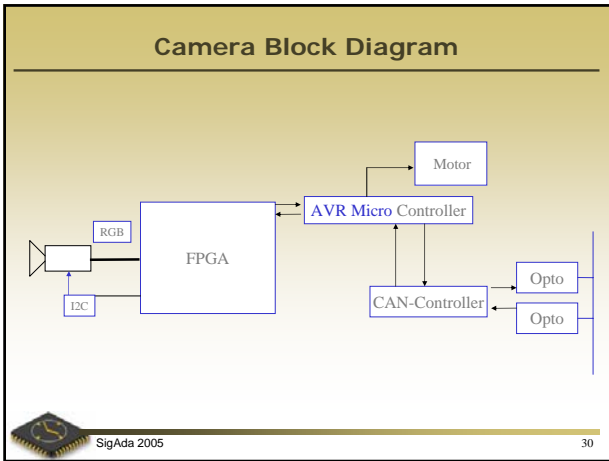 Camera Block Diagram
Motor
AVR Micro Controller
RGB
FPGA
I2C
CAN-Controller
Opto
Opto
SigAda 2005
30